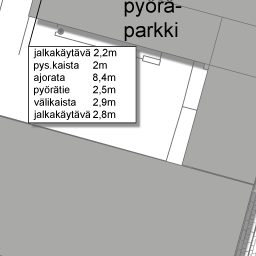 pyörä-
parkki
jalkakäytävä 2,2m
pys.kaista 2m
ajorata 8,4m
pyörätie 2,5m
välikaista 2,9m
jalkakäytävä 2,8m